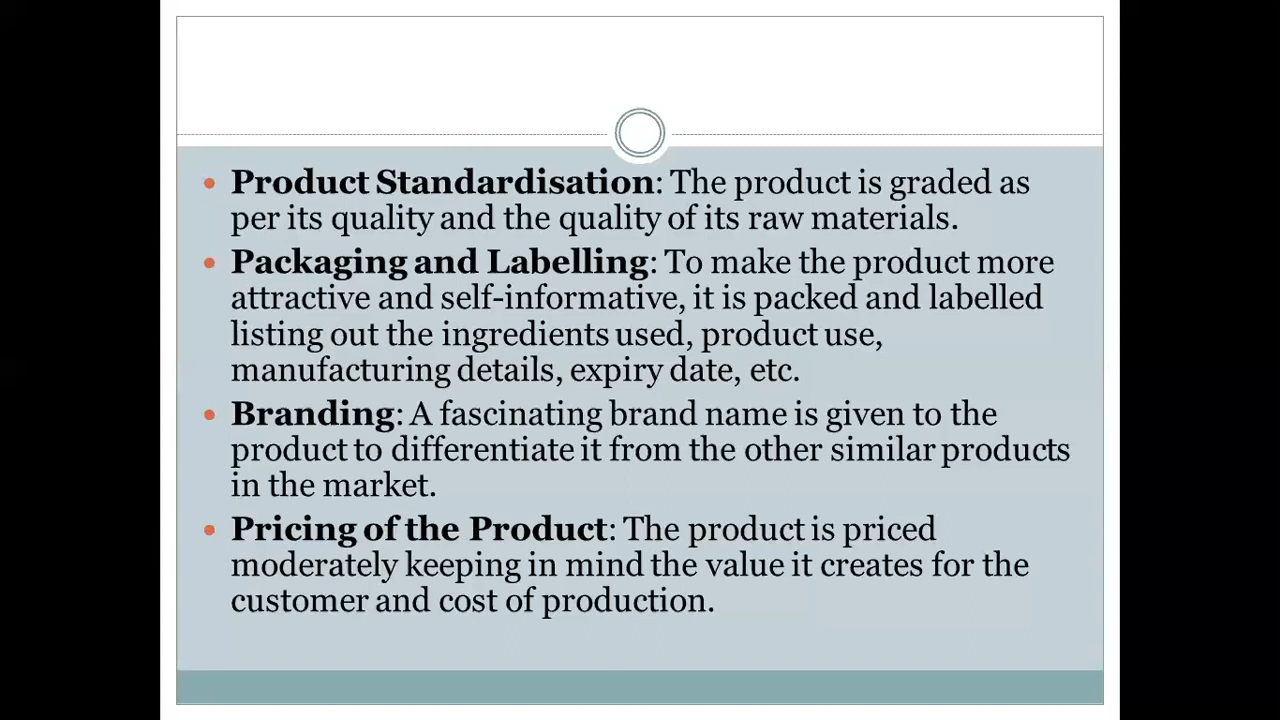 Product Standardisation: The product is graded as
per its quality and the quality of its raw materials.
Packaging and Labelling: To make the product more
attractive and self-informative, it is packed and labelled
listing out the ingredients used, product use,
manufacturing details, expiry date, etc.
Branding: A fascinating brand name is given to the
product to differentiate it from the other similar products
in the market.
Pricing of the Product: The product is priced
moderately keeping in mind the value it creates for the
customer and cost of production.